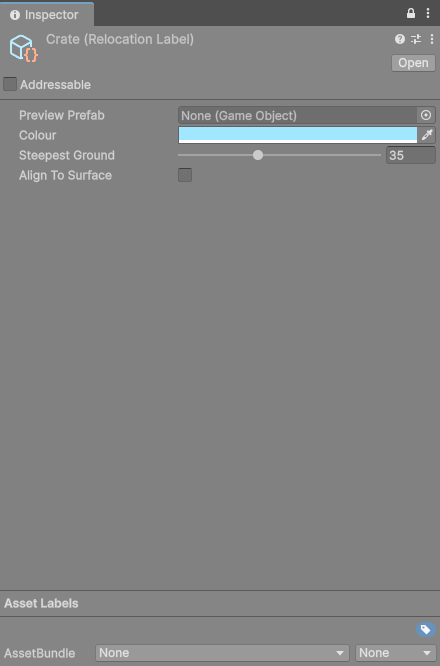 Inspector
Crate (Relocation Label)
Open
Addressable
Preview Prefab None (Game Object)
Colour
Steepest Ground 35
Align To Surface
Asset Labels
AssetBundle None None